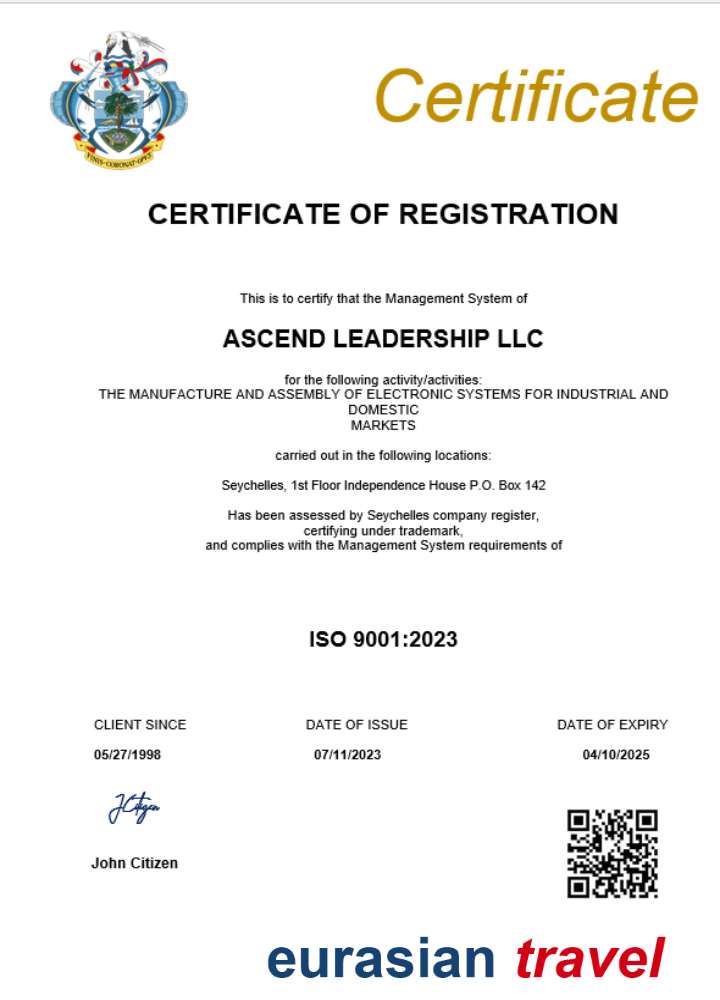 Certificate
FINIS•CORONAT•OPVS
CERTIFICATE OF REGISTRATION
This is to certify that the Management System of
ASCEND LEADERSHIP LLC
for the following activity/activities:
THE MANUFACTURE AND ASSEMBLY OF ELECTRONIC SYSTEMS FOR INDUSTRIAL AND
DOMESTIC
MARKETS
carried out in the following locations:
Seychelles, 1st Floor Independence House P.O. Box 142
Has been assessed by Seychelles company register,
certifying under trademark,
and complies with the Management System requirements of
ISO 9001:2023
CLIENT SINCE DATE OF ISSUE DATE OF EXPIRY
05/27/1998 07/11/2023 04/10/2025
JCitizen
John Citizen
eurasian travel